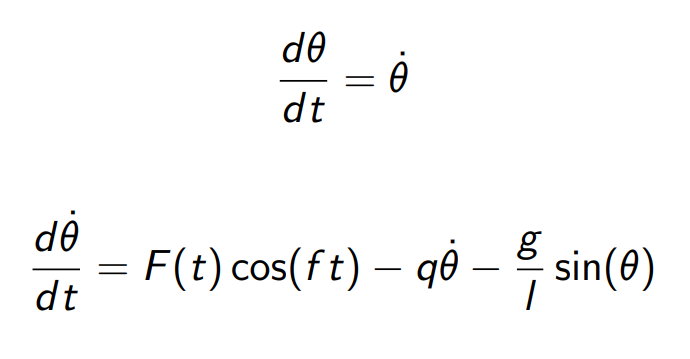 dθ/dt = θ̇
dθ̇/dt = F(t) cos(ft) − qθ̇ − g/l sin(θ)